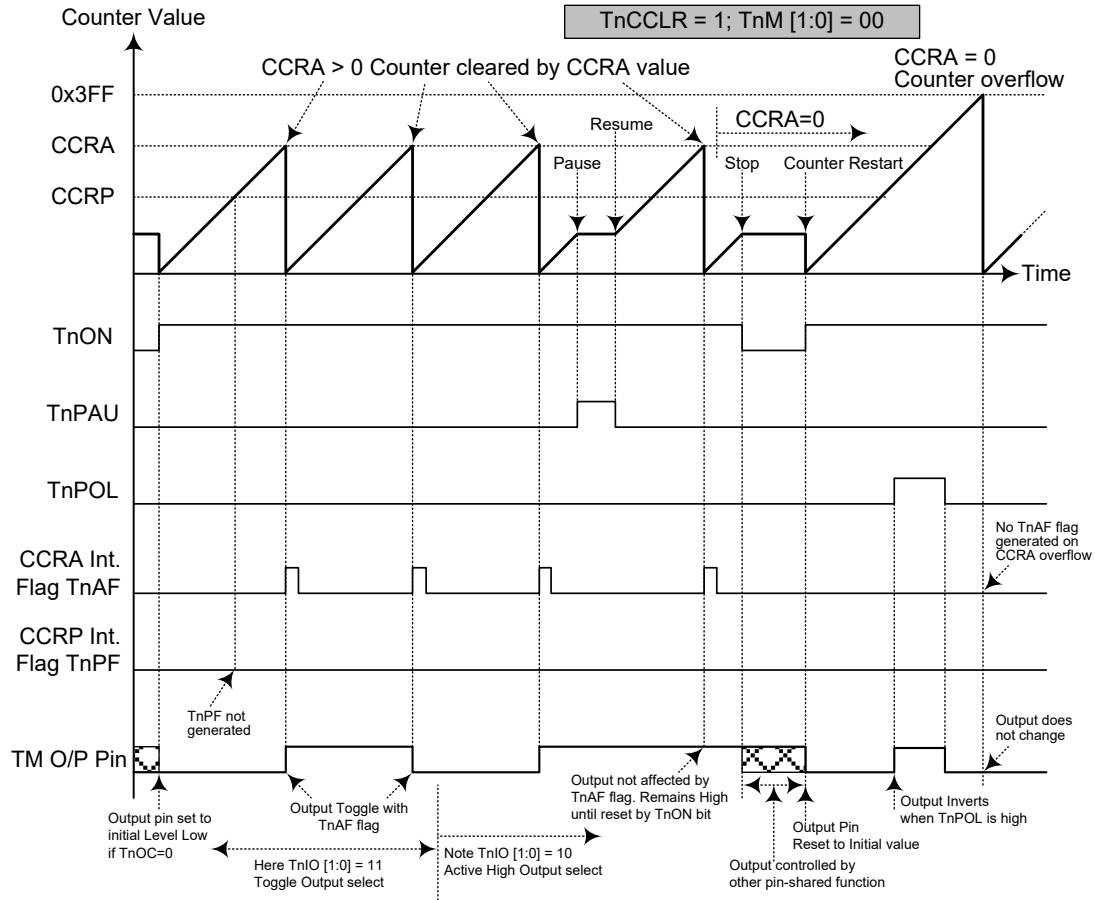 Counter Value
TnCCLR = 1; TnM [1:0] = 00
CCRA > 0 Counter cleared by CCRA value
CCRA = 0
Counter overflow
0x3FF
CCRA
CCRP
Pause
Resume
CCRA=0
Stop
Counter Restart
Time
TnON
TnPAU
TnPOL
No TnAF flag
generated on
CCRA overflow
CCRA Int.
Flag TnAF
CCRP Int.
Flag TnPF
TnPF not
generated
TM O/P Pin
Output does
not change
Output pin set to
initial Level Low
if TnOC=0
Output Toggle with
TnAF flag
Output not affected by
TnAF flag. Remains High
until reset by TnON bit
Output Inverts
when TnPOL is high
Output Pin
Reset to Initial value
Here TnIO [1:0] = 11
Toggle Output select
Note TnIO [1:0] = 10
Active High Output select
Output controlled by
other pin-shared function